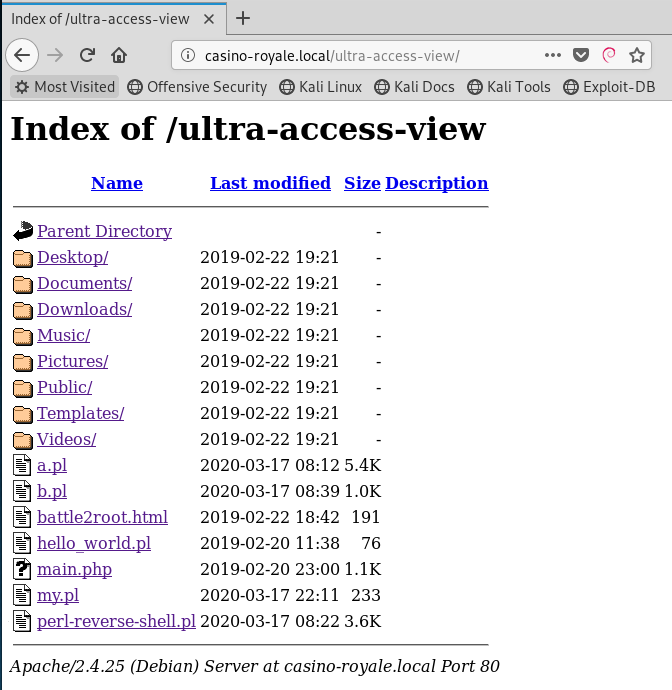 Index of /ultra-access-view
casino-royale.local/ultra-access-view/
Most Visited Offensive Security Kali Linux Kali Docs Kali Tools Exploit-DB
Index of /ultra-access-view
Name Last modified Size Description
Parent Directory -
Desktop/ 2019-02-22 19:21 -
Documents/ 2019-02-22 19:21 -
Downloads/ 2019-02-22 19:21 -
Music/ 2019-02-22 19:21 -
Pictures/ 2019-02-22 19:21 -
Public/ 2019-02-22 19:21 -
Templates/ 2019-02-22 19:21 -
Videos/ 2019-02-22 19:21 -
a.pl 2020-03-17 08:12 5.4K
b.pl 2020-03-17 08:39 1.0K
battle2root.html 2019-02-22 18:42 191
hello_world.pl 2019-02-20 11:38 76
main.php 2019-02-20 23:00 1.1K
my.pl 2020-03-17 22:11 233
perl-reverse-shell.pl 2020-03-17 08:22 3.6K
Apache/2.4.25 (Debian) Server at casino-royale.local Port 80